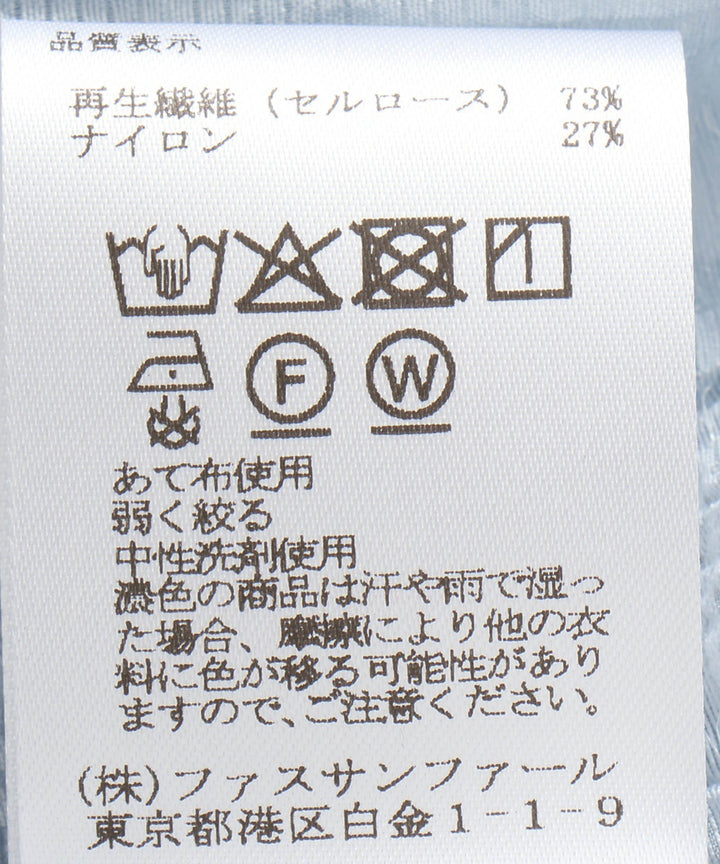 品質表示
再生繊維（セルロース） 73%
ナイロン 27%
F W
あて布使用
弱く絞る
中性洗剤使用
濃色の商品は汗や雨で湿っ
た場合、摩擦により他の衣
料に色が移る可能性があり
ますので、ご注意ください。
(株)ファスサンファール
東京都港区白金1-1-9